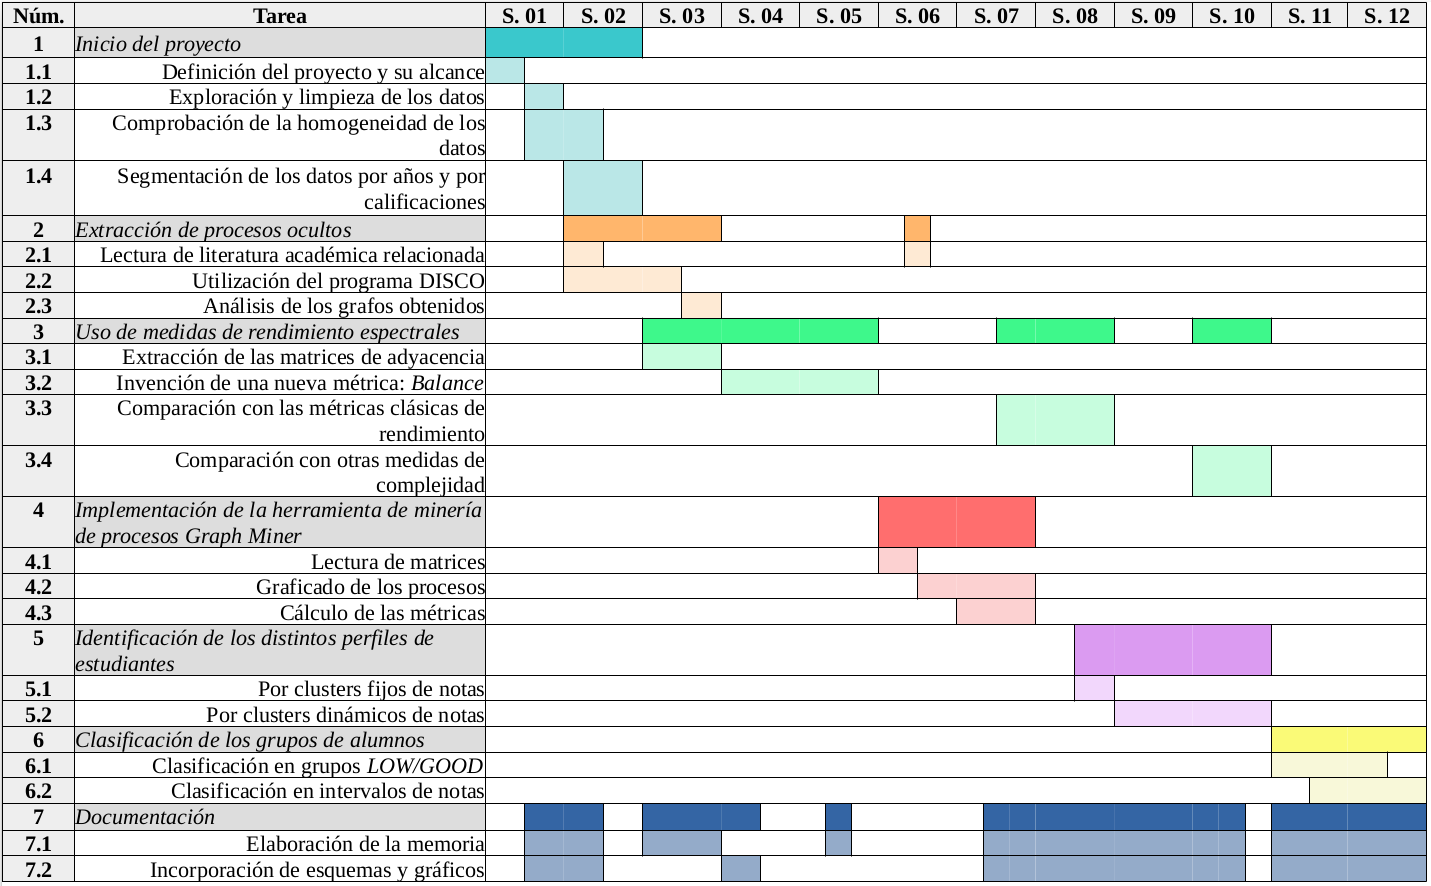 Núm. Tarea S. 01 S. 02 S. 03 S. 04 S. 05 S. 06 S. 07 S. 08 S. 09 S. 10 S. 11 S. 12
1 Inicio del proyecto
1.1 Definición del proyecto y su alcance
1.2 Exploración y limpieza de los datos
1.3 Comprobación de la homogeneidad de los
datos
1.4 Segmentación de los datos por años y por
calificaciones
2 Extracción de procesos ocultos
2.1 Lectura de literatura académica relacionada
2.2 Utilización del programa DISCO
2.3 Análisis de los grafos obtenidos
3 Uso de medidas de rendimiento espectrales
3.1 Extracción de las matrices de adyacencia
3.2 Invención de una nueva métrica: Balance
3.3 Comparación con las métricas clásicas de
rendimiento
3.4 Comparación con otras medidas de
complejidad
4 Implementación de la herramienta de minería
de procesos Graph Miner
4.1 Lectura de matrices
4.2 Graficado de los procesos
4.3 Cálculo de las métricas
5 Identificación de los distintos perfiles de
estudiantes
5.1 Por clusters fijos de notas
5.2 Por clusters dinámicos de notas
6 Clasificación de los grupos de alumnos
6.1 Clasificación en grupos LOW/GOOD
6.2 Clasificación en intervalos de notas
7 Documentación
7.1 Elaboración de la memoria
7.2 Incorporación de esquemas y gráficos